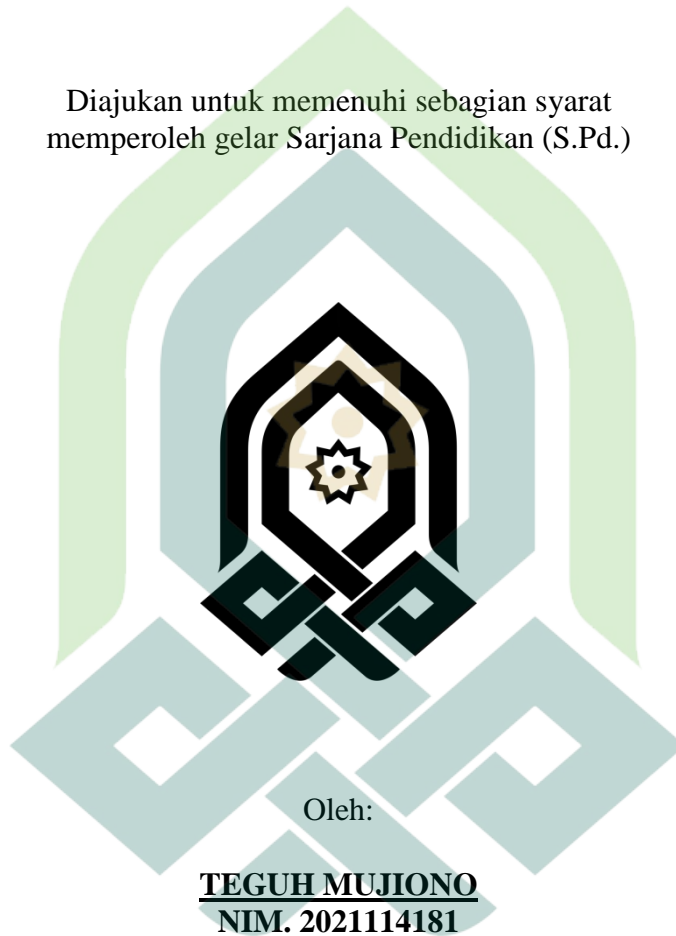 Diajukan untuk memenuhi sebagian syarat
memperoleh gelar Sarjana Pendidikan (S.Pd.)
Oleh:
TEGUH MUJIONO
NIM. 2021114181